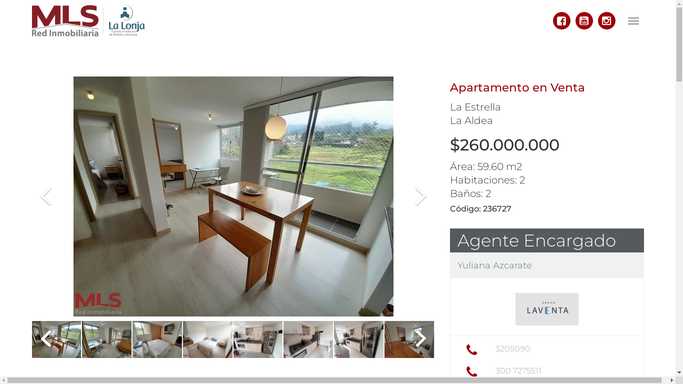 MLS
Red Inmobiliaria
La Lonja
Apartamento en Venta
La Estrella
La Aldea
$260.000.000
Área: 59.60 m2
Habitaciones: 2
Baños: 2
Código: 236727
MLS
Red Inmobiliaria
Agente Encargado
Yuliana Azcarate
LAVENTA
3205090
300 7275511